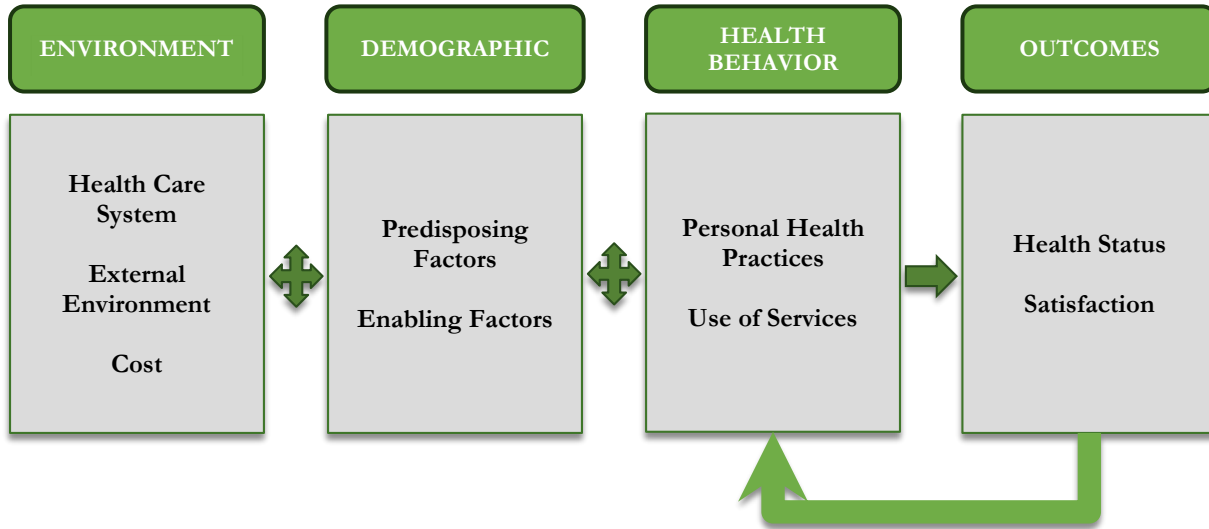 ENVIRONMENT
DEMOGRAPHIC
HEALTH
BEHAVIOR
OUTCOMES
Health Care
System
External
Environment
Cost
Predisposing
Factors
Enabling Factors
Personal Health
Practices
Use of Services
Health Status
Satisfaction